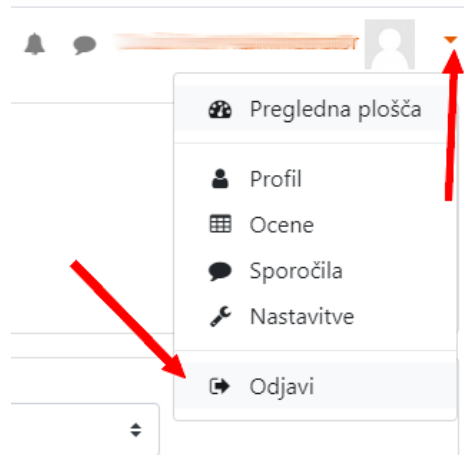 Pregledna plošča
Profil
Ocene
Sporočila
Nastavitve
Odjavi